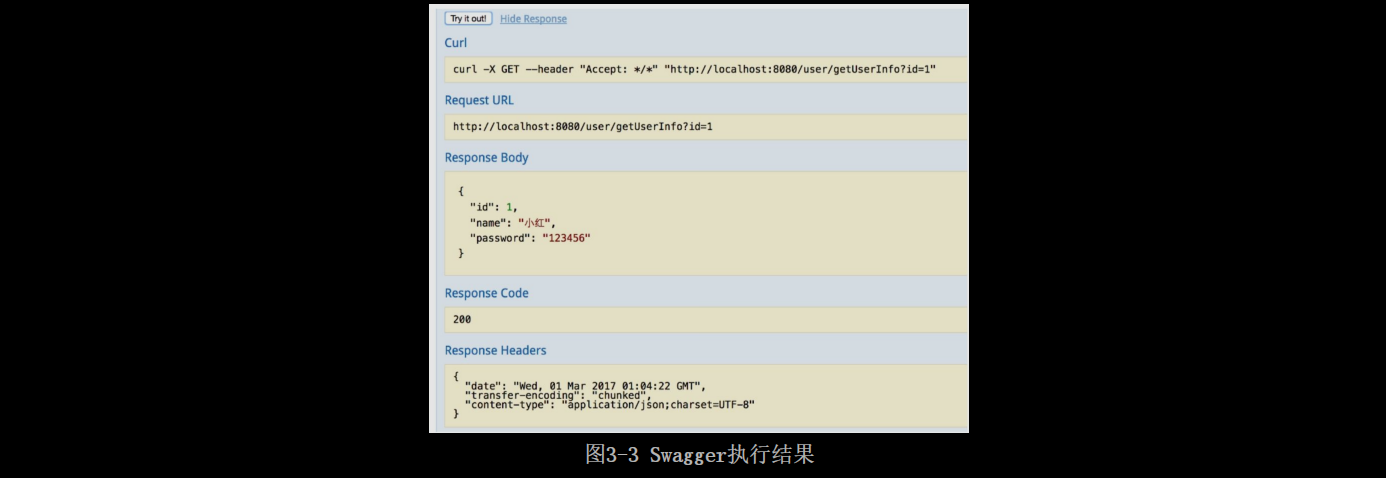 Try it out! Hide Response
Curl
curl -X GET --header "Accept: */*" "http://localhost:8080/user/getUserInfo?id=1"
Request URL
http://localhost:8080/user/getUserInfo?id=1
Response Body
{
"id": 1,
"name": "小红",
"password": "123456"
}
Response Code
200
Response Headers
{
"date": "Wed, 01 Mar 2017 01:04:22 GMT",
"transfer-encoding": "chunked",
"content-type": "application/json;charset=UTF-8"
}
图3-3 Swagger执行结果